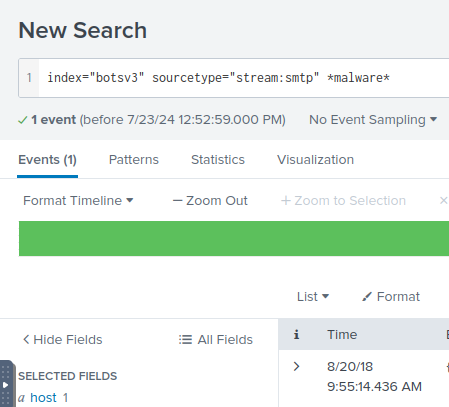 New Search
1 index="botsv3" sourcetype="stream:smtp" *malware*
✓ 1 event (before 7/23/24 12:52:59.000 PM) No Event Sampling ▾
Events (1) Patterns Statistics Visualization
Format Timeline ▾ — Zoom Out + Zoom to Selection ×
List ▾ Format
< Hide Fields All Fields i Time
SELECTED FIELDS > 8/20/18
a host 1 9:55:14.436 AM